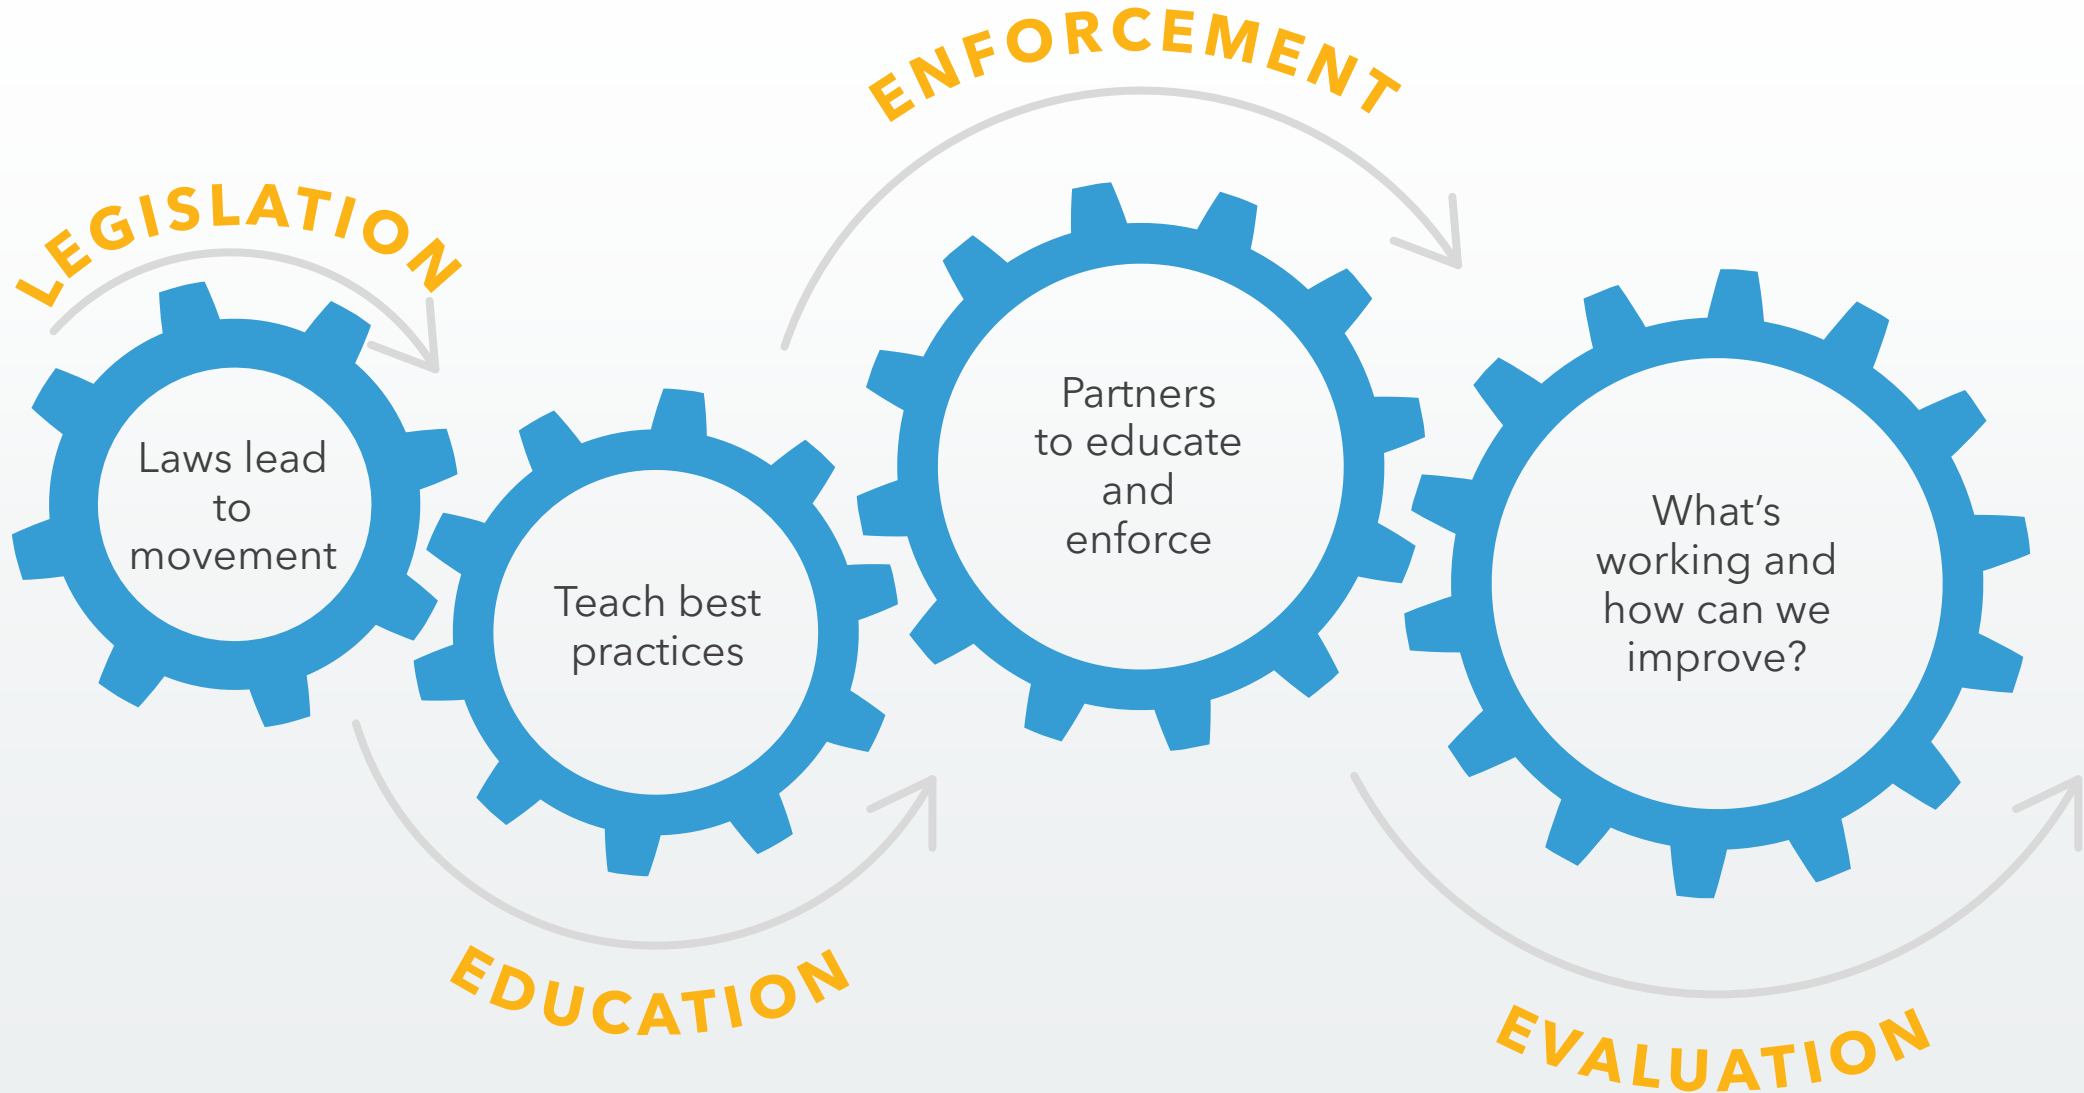 LEGISLATION
Laws lead
to
movement
EDUCATION
Teach best
practices
ENFORCEMENT
Partners
to educate
and
enforce
EVALUATION
What’s
working and
how can we
improve?